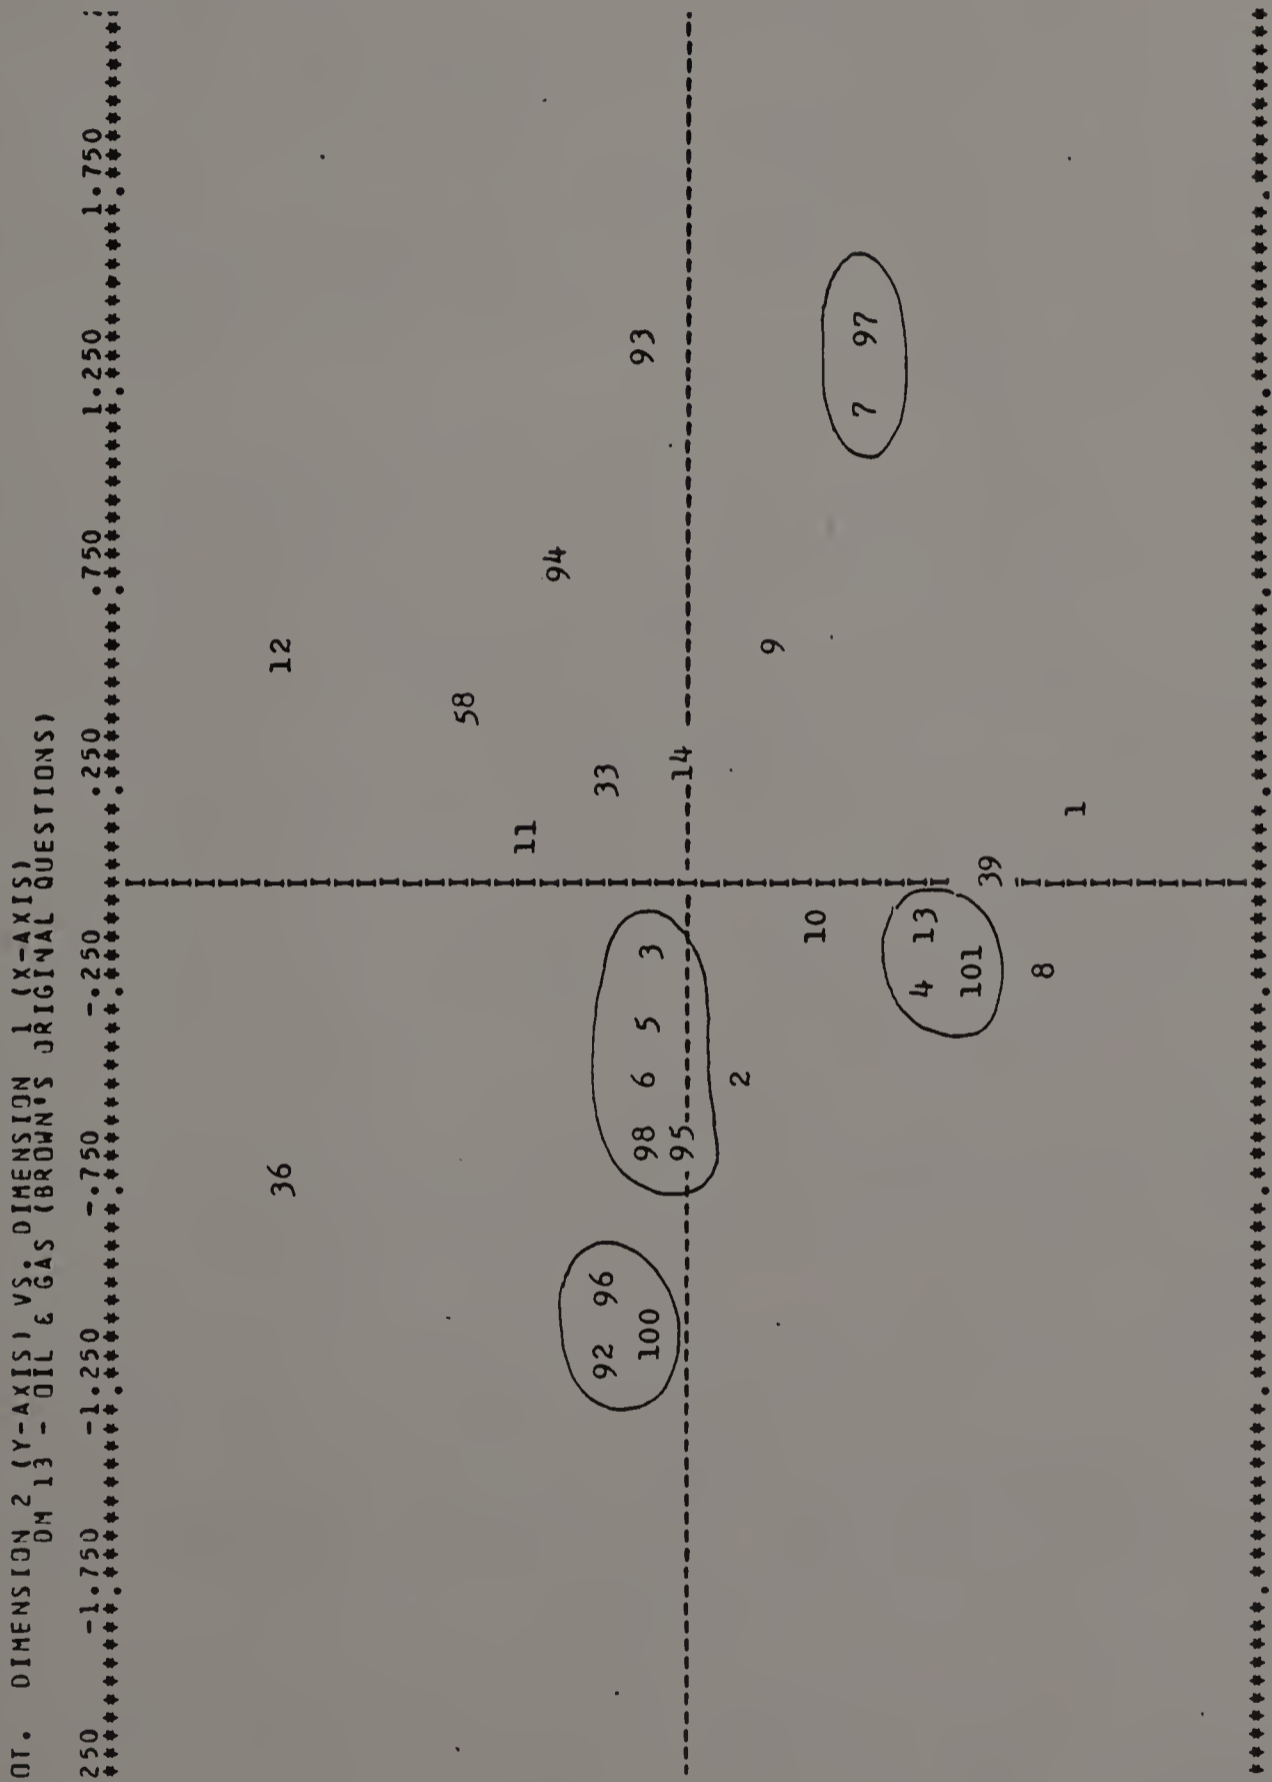 OT. DIMENSION 2 (Y-AXIS) VS. DIMENSION 1 (X-AXIS)
OM 13 - OIL & GAS (BROWN'S ORIGINAL QUESTIONS)
250 -1.750 -1.250 -.750 -.250 .250 .750 1.250 1.750
36 12
58
11
94
92 96 33
100 98 6 5 3 93
95 14
2
9
10
7 97
4 13
101 39
8
1